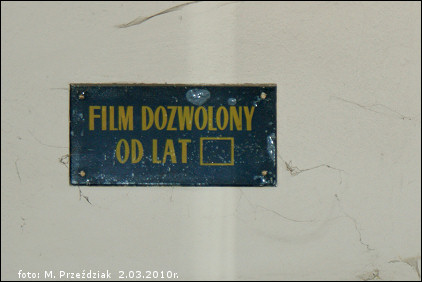 FILM DOZWOLONY
OD LAT
foto: M. Przeździak 2.03.2010r.